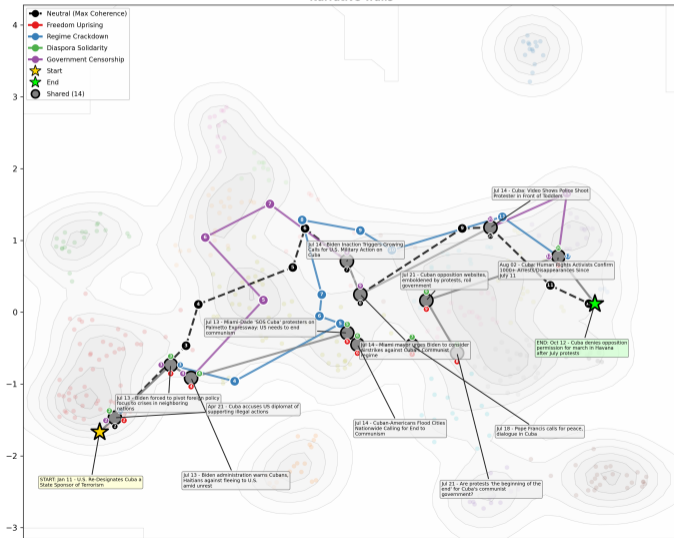 Neutral (Max Coherence)
Freedom Uprising
Regime Crackdown
Diaspora Solidarity
Government Censorship
Start
End
Shared (14)
4
3
2
1
0
−1
−2
−3
Jul 14 - Cuba: Video Shows Police Shoot
Protester in Front of Toddlers
Jul 14 - Biden Inaction Triggers Growing
Calls for U.S. Military Action on
Cuba
Aug 02 - Cuba: Human Rights Activists Confirm
1000+ Arrests/Disappearances Since
July 11
Jul 21 - Cuban opposition websites,
emboldened by protests, roil
government
Jul 13 - Miami-Dade 'SOS Cuba' protesters on
Palmetto Expressway: US needs to end
communism
Jul 14 - Miami mayor urges Biden to consider
airstrikes against Cuban Communist
regime
END: Oct 12 - Cuba denies opposition
permission for march in Havana
after July protests
Jul 13 - Biden forced to pivot foreign policy
focus to crises in neighboring
nations
Apr 21 - Cuba accuses US diplomat of
supporting illegal actions
Jul 14 - Cuban-Americans Flood Cities
Nationwide Calling for End to
Communism
Jul 18 - Pope Francis calls for peace,
dialogue in Cuba
START: Jan 11 - U.S. Re-Designates Cuba a
State Sponsor of Terrorism
Jul 13 - Biden administration warns Cubans,
Haitians against fleeing to U.S.
amid unrest
Jul 21 - Are protests 'the beginning of the
end' for Cuba's communist
government?